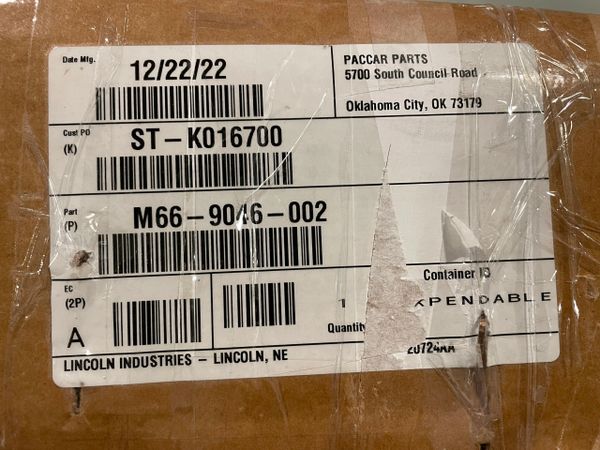 Date Mfg.
12/22/22
PACCAR PARTS
5700 South Council Road
Oklahoma City, OK 73179
Cust PO
(K)
ST-K016700
Part
(P)
M66-9046-002
EC
(2P)
A
1
Quantity
Container ID
XPENDABLE
20724AA
LINCOLN INDUSTRIES - LINCOLN, NE